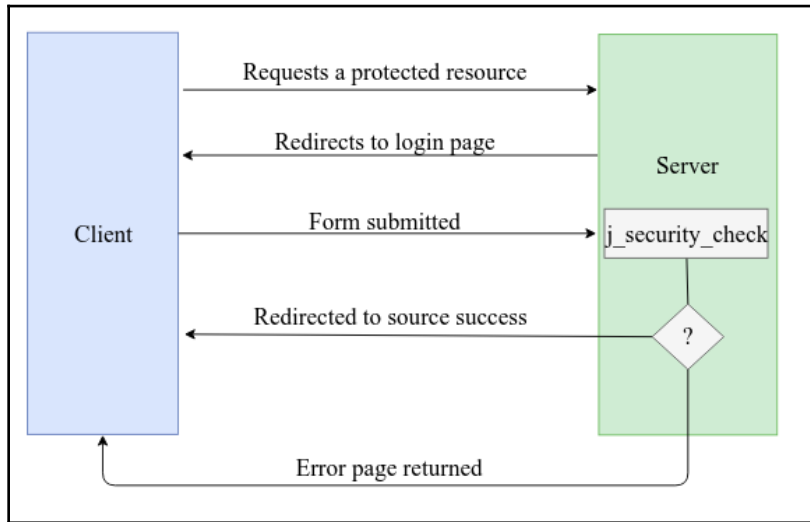 Requests a protected resource
Redirects to login page
Server
Client
Form submitted
j_security_check
Redirected to source success
?
Error page returned